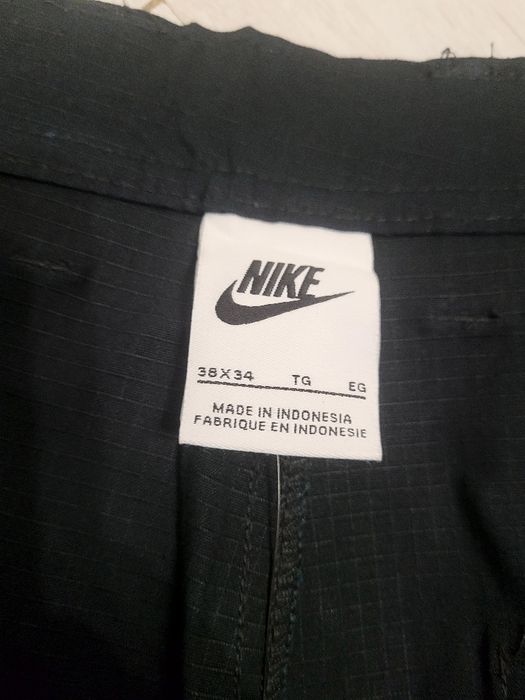 NIKE
38X34 TG EG
MADE IN INDONESIA
FABRIQUE EN INDONESIE